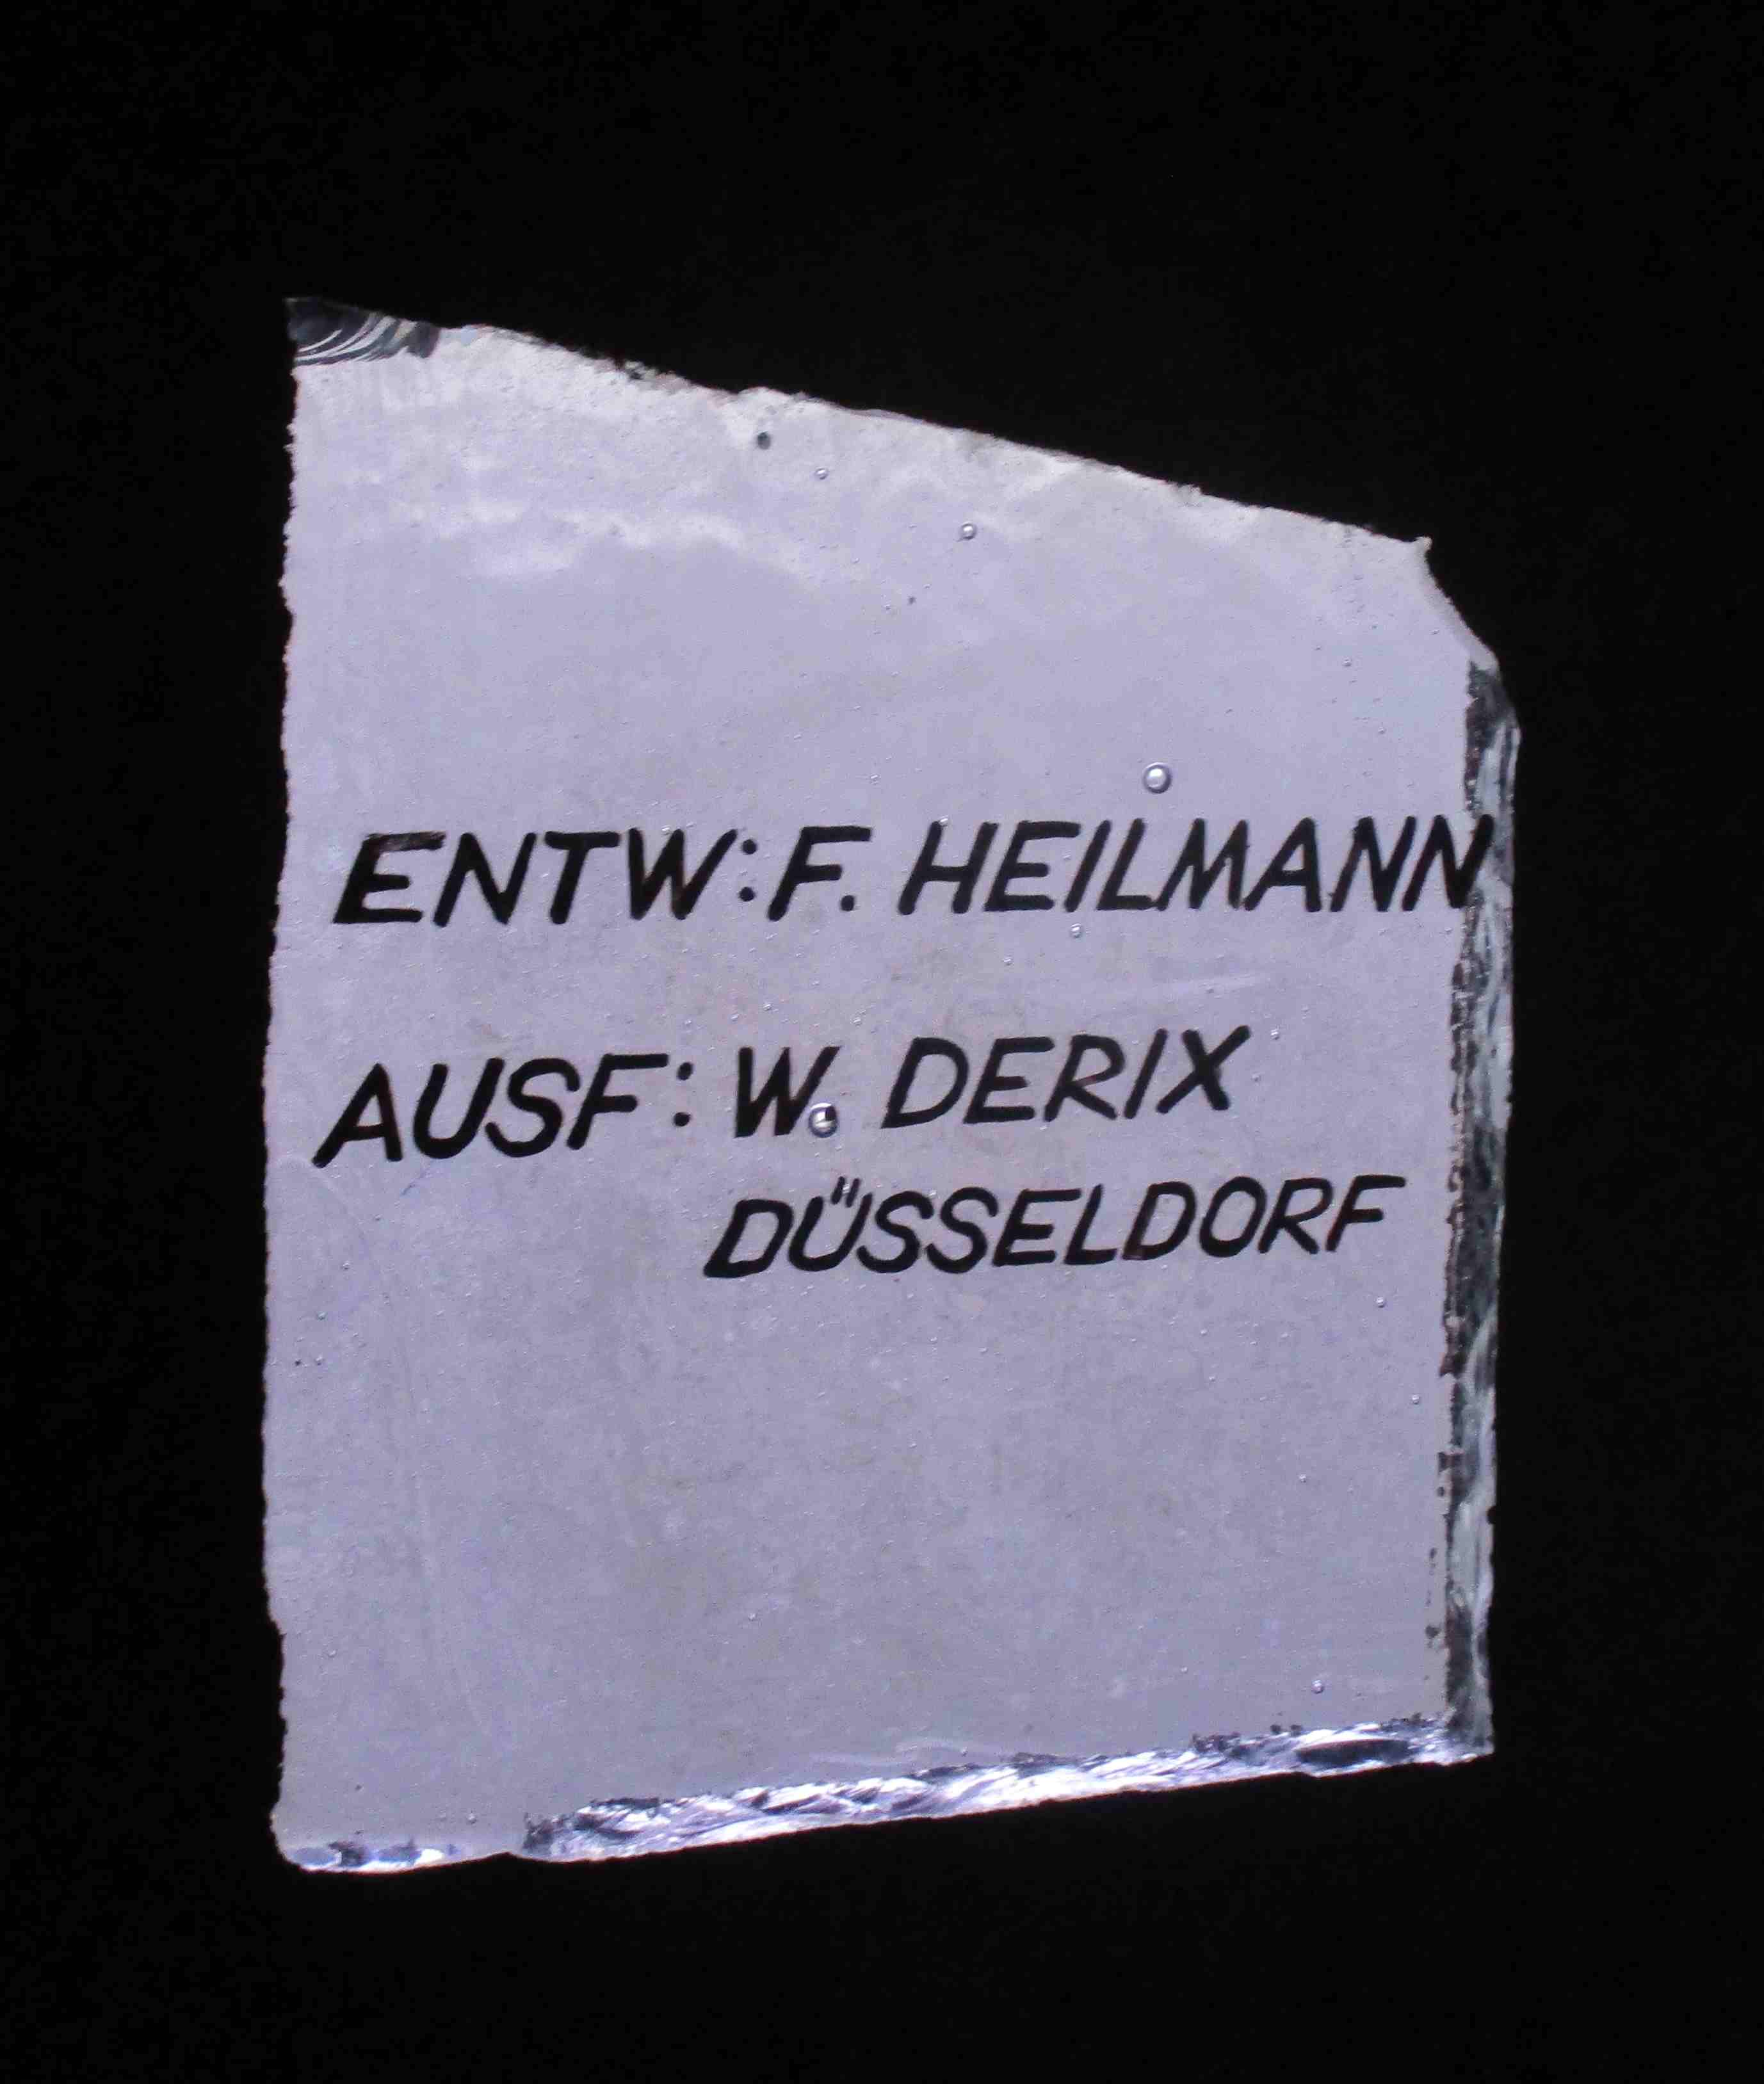 ENTW: F. HEILMANN
AUSF: W. DERIX
DÜSSELDORF